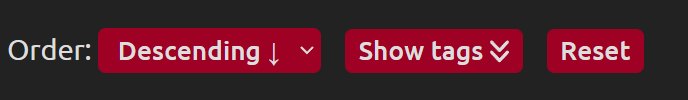 Order: Descending ↓ Show tags Reset